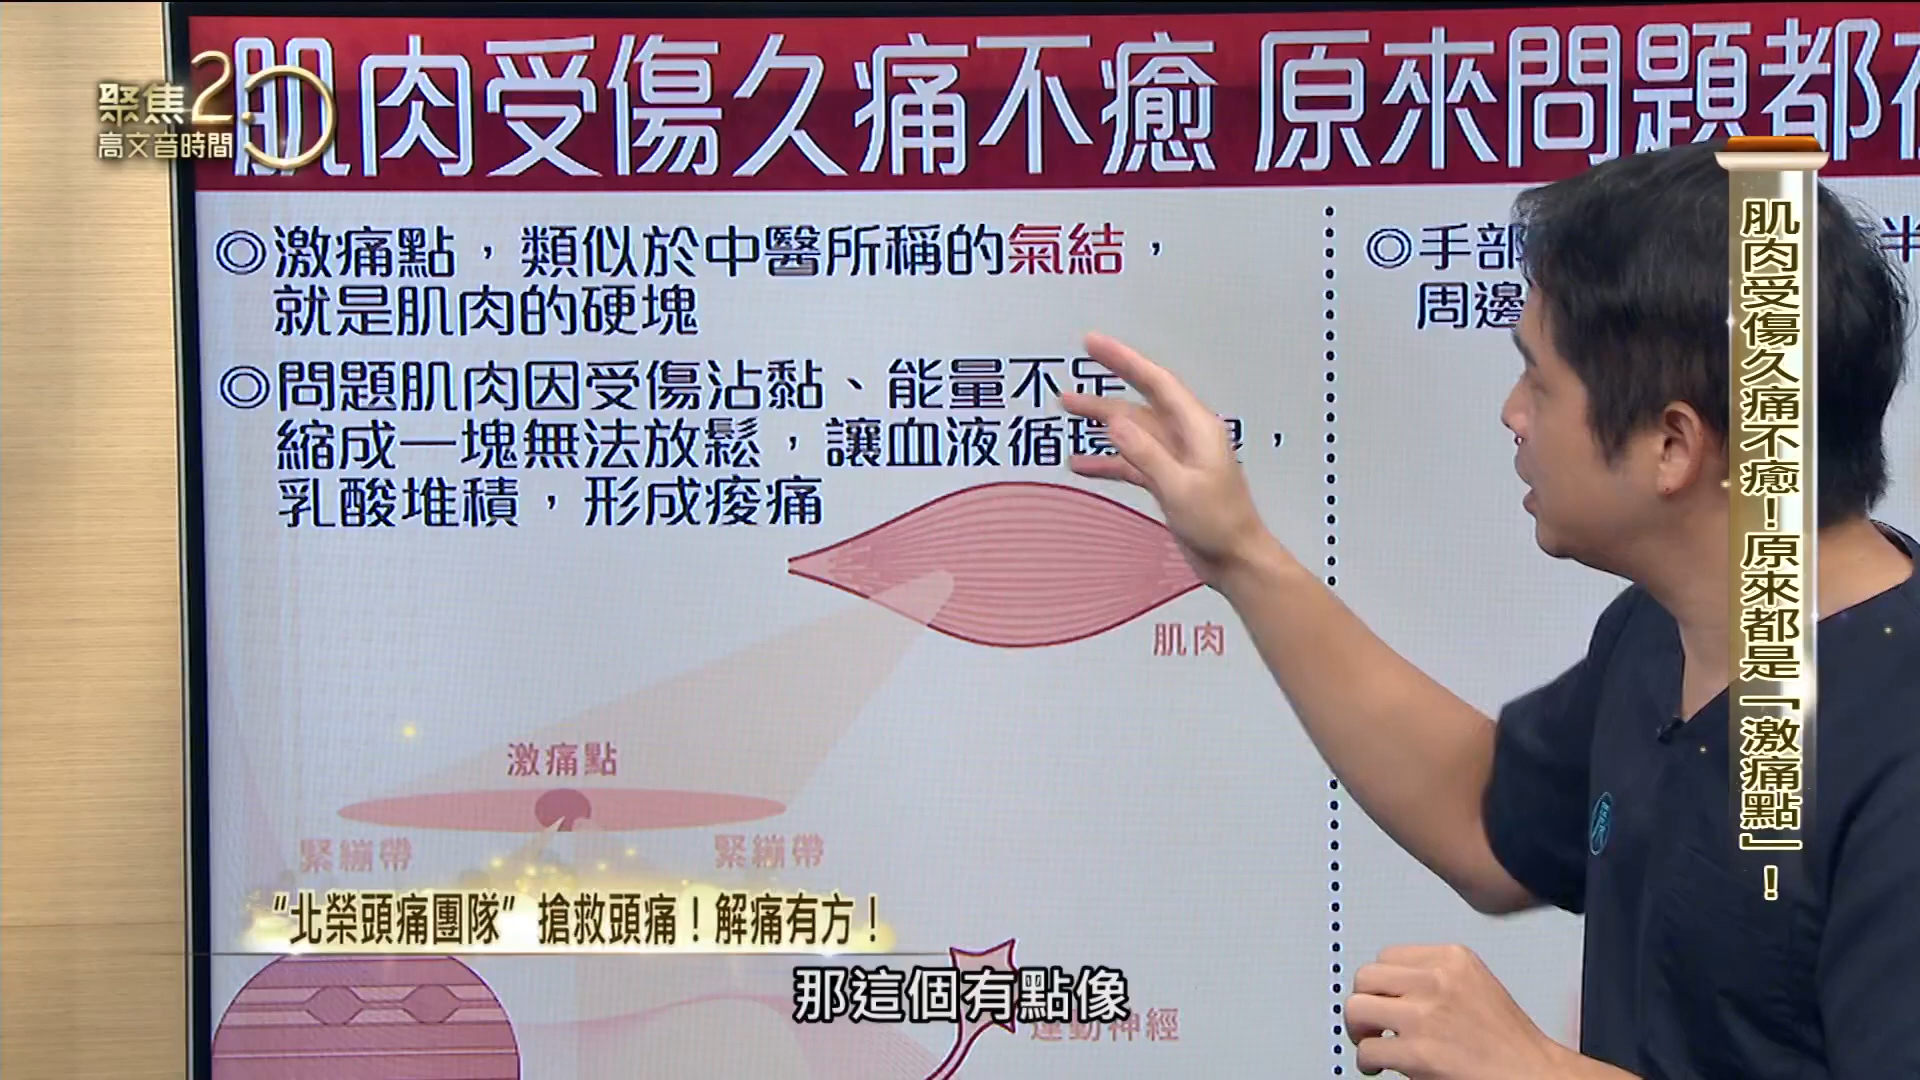 聚焦2.0
高文音時間
肌肉受傷久痛不癒 原來問題都在
◎激痛點，類似於中醫所稱的氣結，
就是肌肉的硬塊
◎問題肌肉因受傷沾黏、能量不足
縮成一塊無法放鬆，讓血液循環
乳酸堆積，形成痠痛
肌肉
激痛點
緊繃帶
緊繃帶
◎手部
周邊
半
肌肉受傷久痛不癒！原來都是「激痛點」！
“北榮頭痛團隊”搶救頭痛！解痛有方！
那這個有點像
運動神經